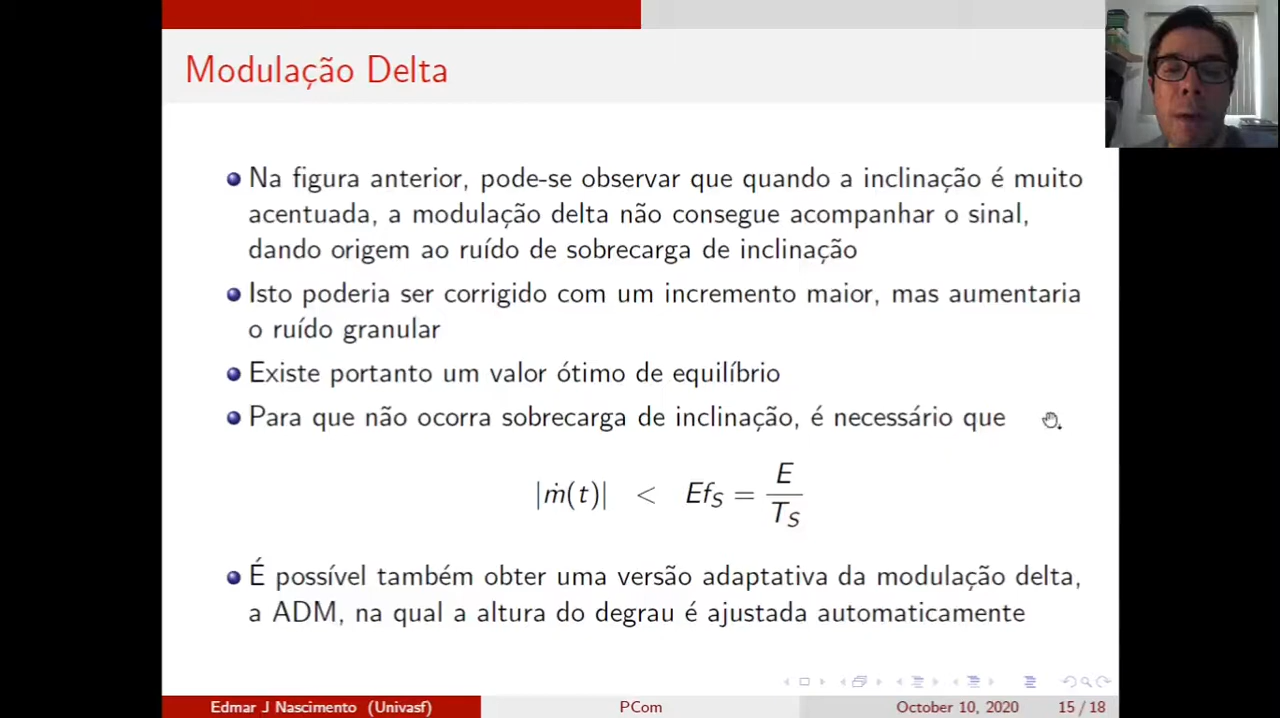 Modulação Delta
Na figura anterior, pode-se observar que quando a inclinação é muito
acentuada, a modulação delta não consegue acompanhar o sinal,
dando origem ao ruído de sobrecarga de inclinação
Isto poderia ser corrigido com um incremento maior, mas aumentaria
o ruído granular
Existe portanto um valor ótimo de equilíbrio
Para que não ocorra sobrecarga de inclinação, é necessário que
|ṁ(t)| < Ef_S = E/T_S
É possível também obter uma versão adaptativa da modulação delta,
a ADM, na qual a altura do degrau é ajustada automaticamente
Edmar J Nascimento (Univasf) PCom October 10, 2020 15 / 18